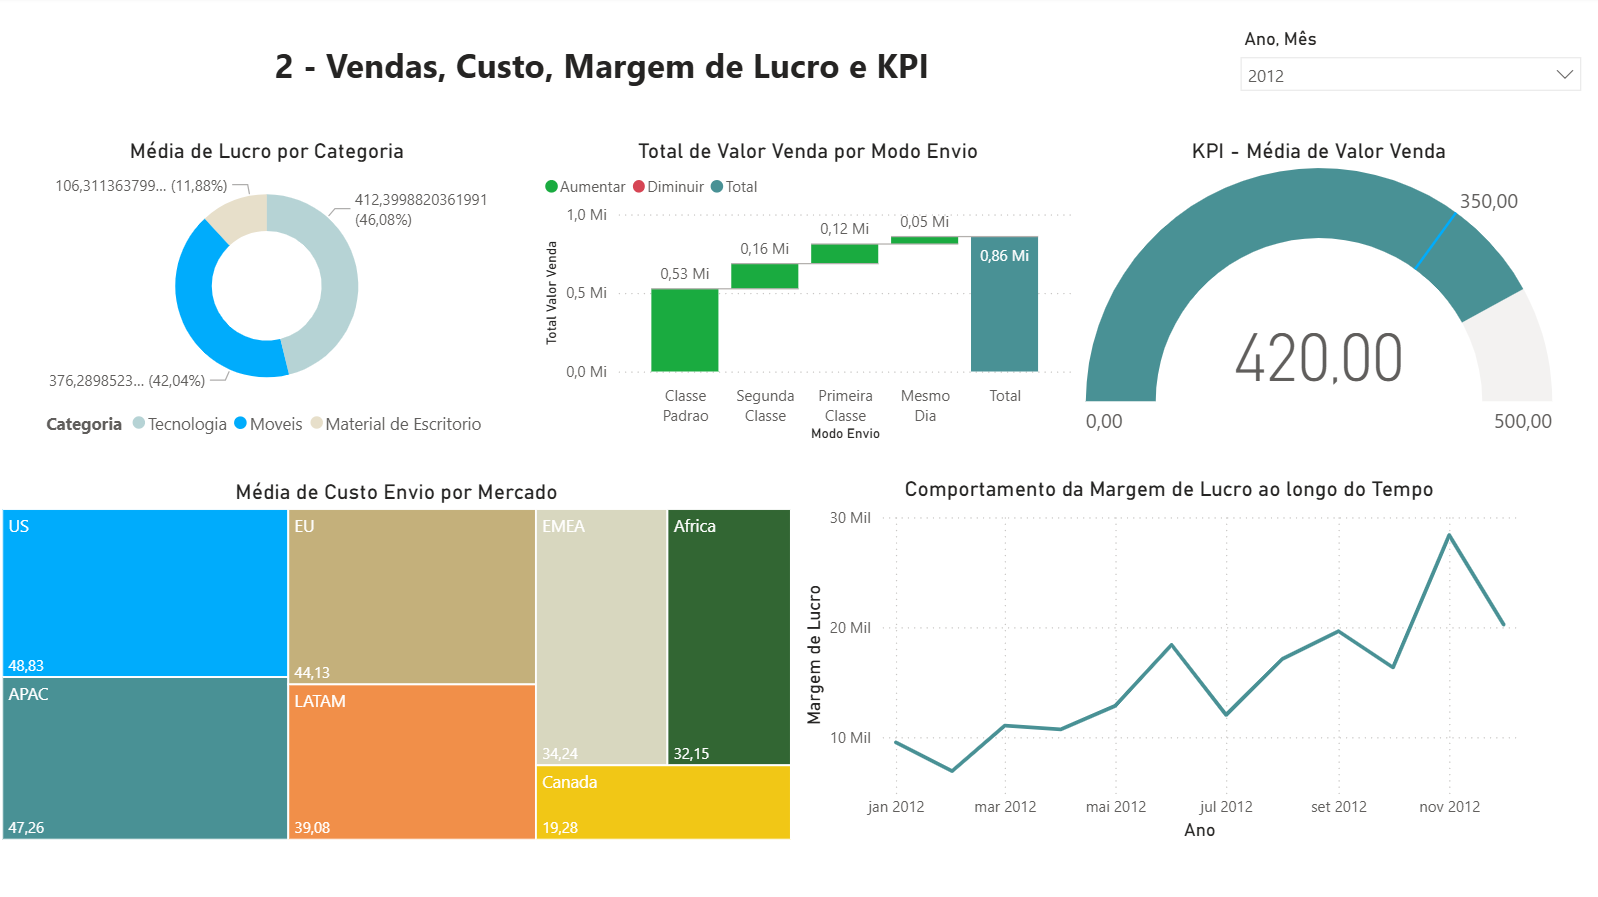 2 - Vendas, Custo, Margem de Lucro e KPI
Ano, Mês
2012
Média de Lucro por Categoria
106,311363799... (11,88%)
412,3998820361991
(46,08%)
376,2898523... (42,04%)
Categoria Tecnologia Moveis Material de Escritorio
Total de Valor Venda por Modo Envio
Aumentar Diminuir Total
Total Valor Venda
1,0 Mi
0,5 Mi
0,0 Mi
0,53 Mi
0,16 Mi
0,12 Mi
0,05 Mi
0,86 Mi
Classe
Padrao
Segunda
Classe
Primeira
Classe
Mesmo
Dia
Total
Modo Envio
KPI - Média de Valor Venda
350,00
420,00
0,00
500,00
Média de Custo Envio por Mercado
US
48,83
APAC
47,26
EU
44,13
LATAM
39,08
EMEA
34,24
Africa
32,15
Canada
19,28
Comportamento da Margem de Lucro ao longo do Tempo
Margem de Lucro
30 Mil
20 Mil
10 Mil
jan 2012
mar 2012
mai 2012
jul 2012
set 2012
nov 2012
Ano